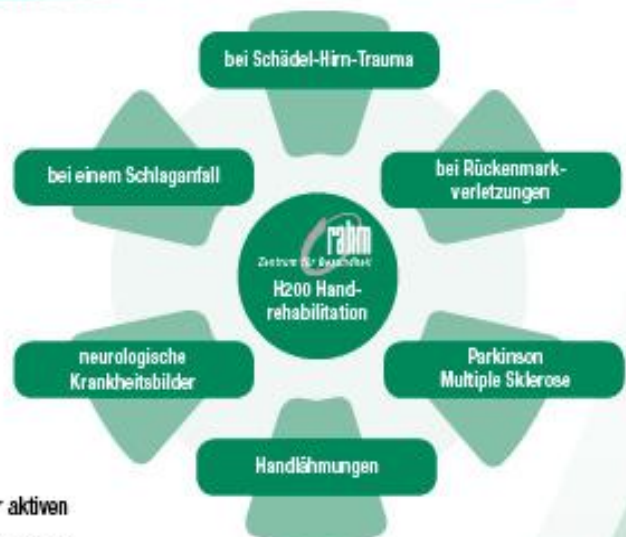 bei Schädel-Hirn-Trauma
bei einem Schlaganfall
bei Rückenmark-
verletzungen
rahm
Zentrum für Gesundheit
H200 Hand-
rehabilitation
neurologische
Krankheitsbilder
Parkinson
Multiple Sklerose
Handlähmungen
aktiven